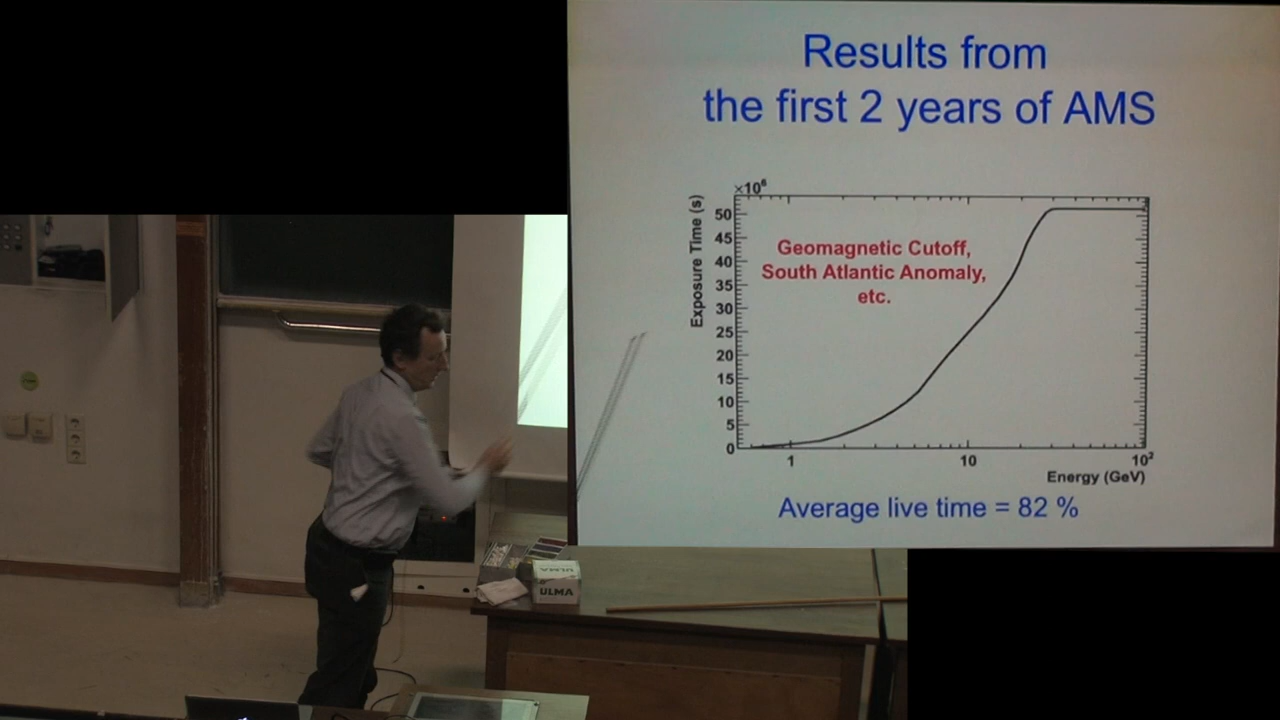 Results from
the first 2 years of AMS
×10⁶
Exposure Time (s)
50
45
40
35
30
25
20
15
10
5
0
Geomagnetic Cutoff,
South Atlantic Anomaly,
etc.
1
10
10²
Energy (GeV)
Average live time = 82 %
ULMA
ULMA